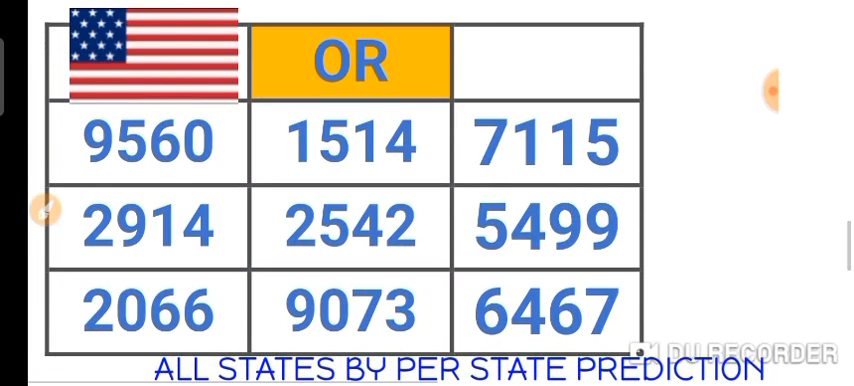 OR
9560 1514 7115
2914 2542 5499
2066 9073 6467
DU RECORDER
ALL STATES BY PER STATE PREDICTION